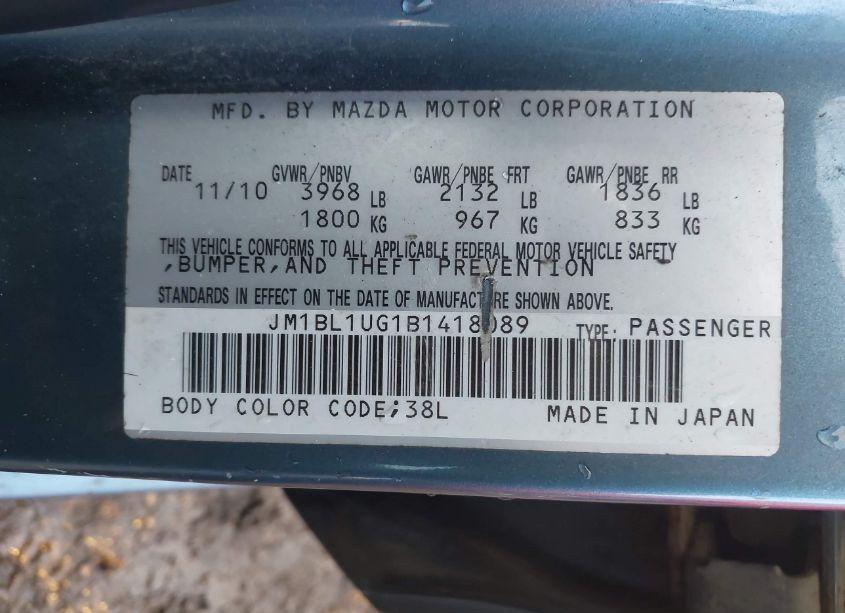 MFD. BY MAZDA MOTOR CORPORATION
DATE GVWR/PNBV GAWR/PNBE FRT GAWR/PNBE RR
11/10 3968 LB 2132 LB 1836 LB
1800 KG 967 KG 833 KG
THIS VEHICLE CONFORMS TO ALL APPLICABLE FEDERAL MOTOR VEHICLE SAFETY
,BUMPER,AND THEFT PREVENTION
STANDARDS IN EFFECT ON THE DATE OF MANUFACTURE SHOWN ABOVE.
JM1BL1UG1B1418089 TYPE: PASSENGER
BODY COLOR CODE;38L MADE IN JAPAN